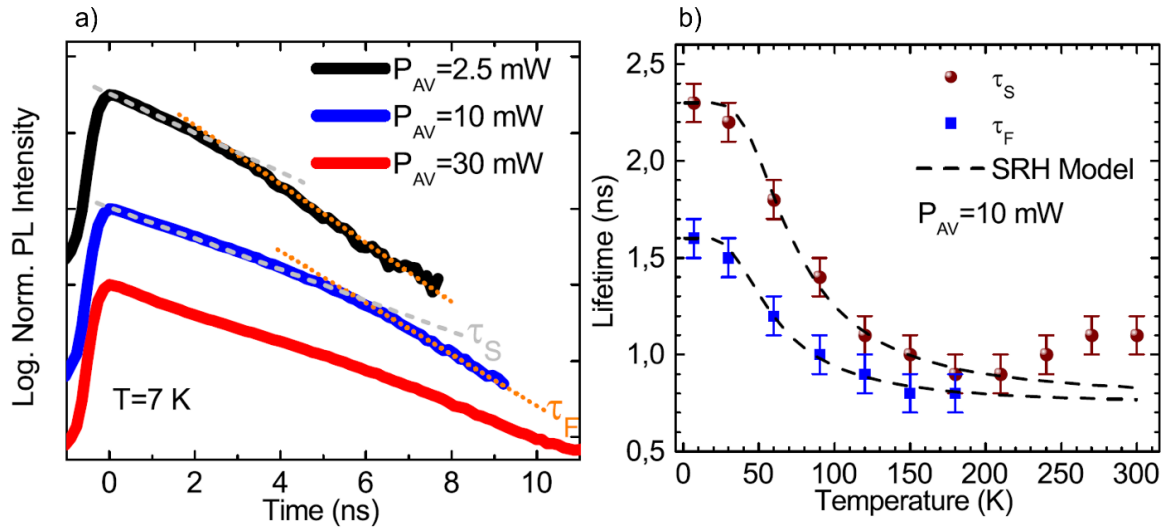 a)
P_AV=2.5 mW
P_AV=10 mW
P_AV=30 mW
τ_S
τ_F
T=7 K
Log. Norm. PL Intensity
0 2 4 6 8 10
Time (ns)
b)
τ_S
τ_F
SRH Model
P_AV=10 mW
2,5
2,0
1,5
1,0
0,5
Lifetime (ns)
0 50 100 150 200 250 300
Temperature (K)